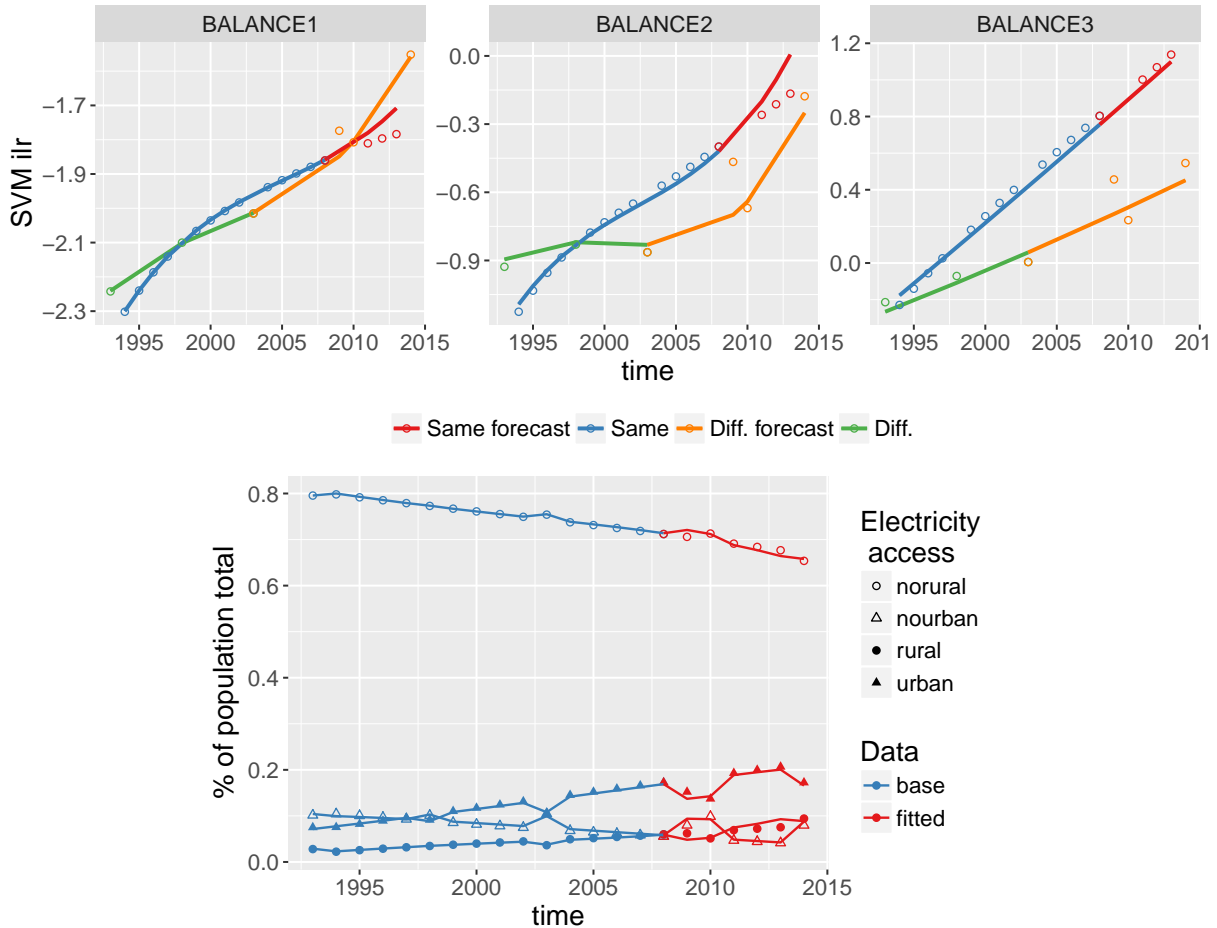 BALANCE1 BALANCE2 BALANCE3
SVM ilr
−1.7
−1.9
−2.1
−2.3
0.0
−0.3
−0.6
−0.9
1.2
0.8
0.4
0.0
1995 2000 2005 2010 2015 1995 2000 2005 2010 2015 1995 2000 2005 2010 201
time
Same forecast Same Diff. forecast Diff.
% of population total
0.8
0.6
0.4
0.2
0.0
1995 2000 2005 2010 2015
time
Electricity
access
norural
nourban
rural
urban
Data
base
fitted